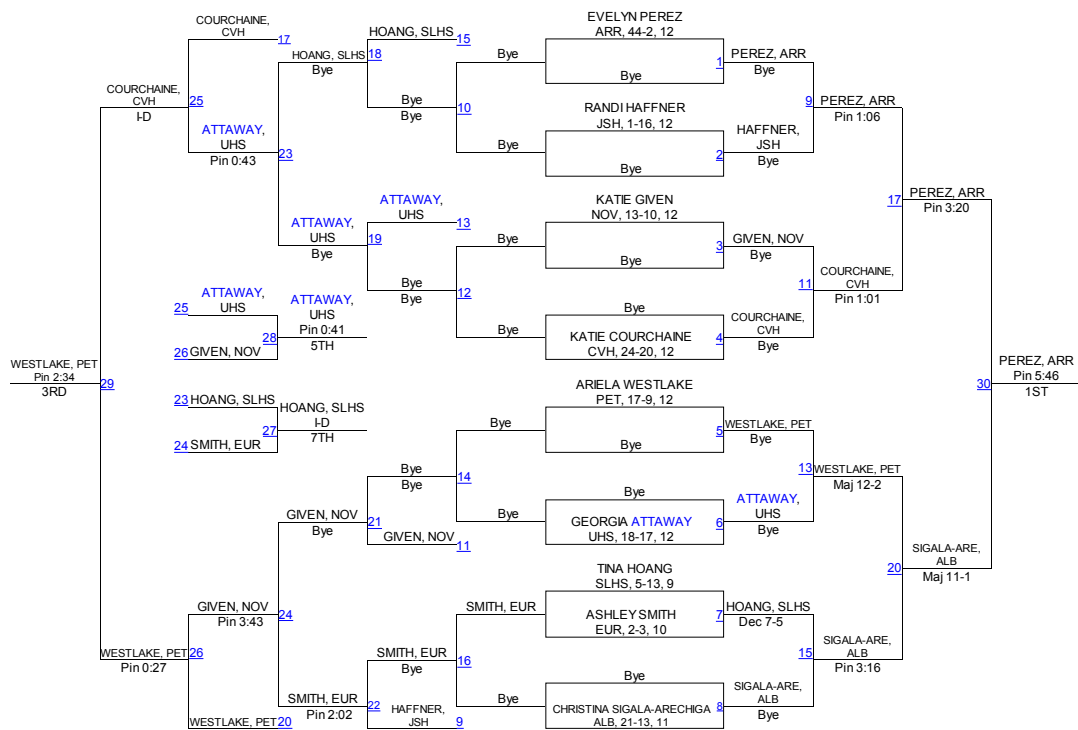 EVELYN PEREZ
ARR, 44-2, 12
Bye
1
RANDI HAFFNER
JSH, 1-16, 12
Bye
2
KATIE GIVEN
NOV, 13-10, 12
Bye
3
Bye
KATIE COURCHAINE
CVH, 24-20, 12
4
ARIELA WESTLAKE
PET, 17-9, 12
Bye
5
Bye
GEORGIA ATTAWAY
UHS, 18-17, 12
6
TINA HOANG
SLHS, 5-13, 9
ASHLEY SMITH
EUR, 2-3, 10
7
Bye
CHRISTINA SIGALA-ARECHIGA
ALB, 21-13, 11
8
PEREZ, ARR
Bye
9
HAFFNER,
JSH
Bye
GIVEN, NOV
Bye
11
COURCHAINE,
CVH
Bye
WESTLAKE, PET
Bye
13
ATTAWAY,
UHS
Bye
HOANG, SLHS
Dec 7-5
15
SIGALA-ARE,
ALB
Bye
PEREZ, ARR
Pin 1:06
17
COURCHAINE,
CVH
Pin 1:01
WESTLAKE, PET
Maj 12-2
20
SIGALA-ARE,
ALB
Pin 3:16
PEREZ, ARR
Pin 3:20
30
SIGALA-ARE,
ALB
Maj 11-1
PEREZ, ARR
Pin 5:46
1ST
Bye
10
Bye
Bye
12
Bye
Bye
14
Bye
SMITH, EUR
16
Bye
HOANG, SLHS
15
18
Bye
Bye
ATTAWAY,
UHS
13
19
Bye
Bye
Bye
Bye
21
GIVEN, NOV
11
SMITH, EUR
Bye
22
HAFFNER,
JSH
9
HOANG, SLHS
Bye
23
ATTAWAY,
UHS
Bye
GIVEN, NOV
Bye
24
SMITH, EUR
Pin 2:02
COURCHAINE,
CVH
17
25
ATTAWAY,
UHS
Pin 0:43
GIVEN, NOV
Pin 3:43
26
WESTLAKE, PET
20
COURCHAINE,
CVH
I-D
29
WESTLAKE, PET
Pin 0:27
WESTLAKE, PET
Pin 2:34
3RD
25
ATTAWAY,
UHS
28
26
GIVEN, NOV
ATTAWAY,
UHS
Pin 0:41
5TH
23
HOANG, SLHS
27
24
SMITH, EUR
HOANG, SLHS
I-D
7TH